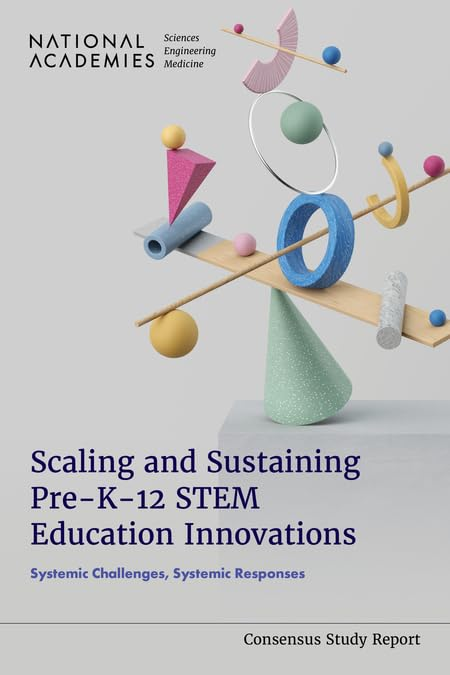 NATIONAL
ACADEMIES
Sciences
Engineering
Medicine
Scaling and Sustaining
Pre-K-12 STEM
Education Innovations
Systemic Challenges, Systemic Responses
Consensus Study Report